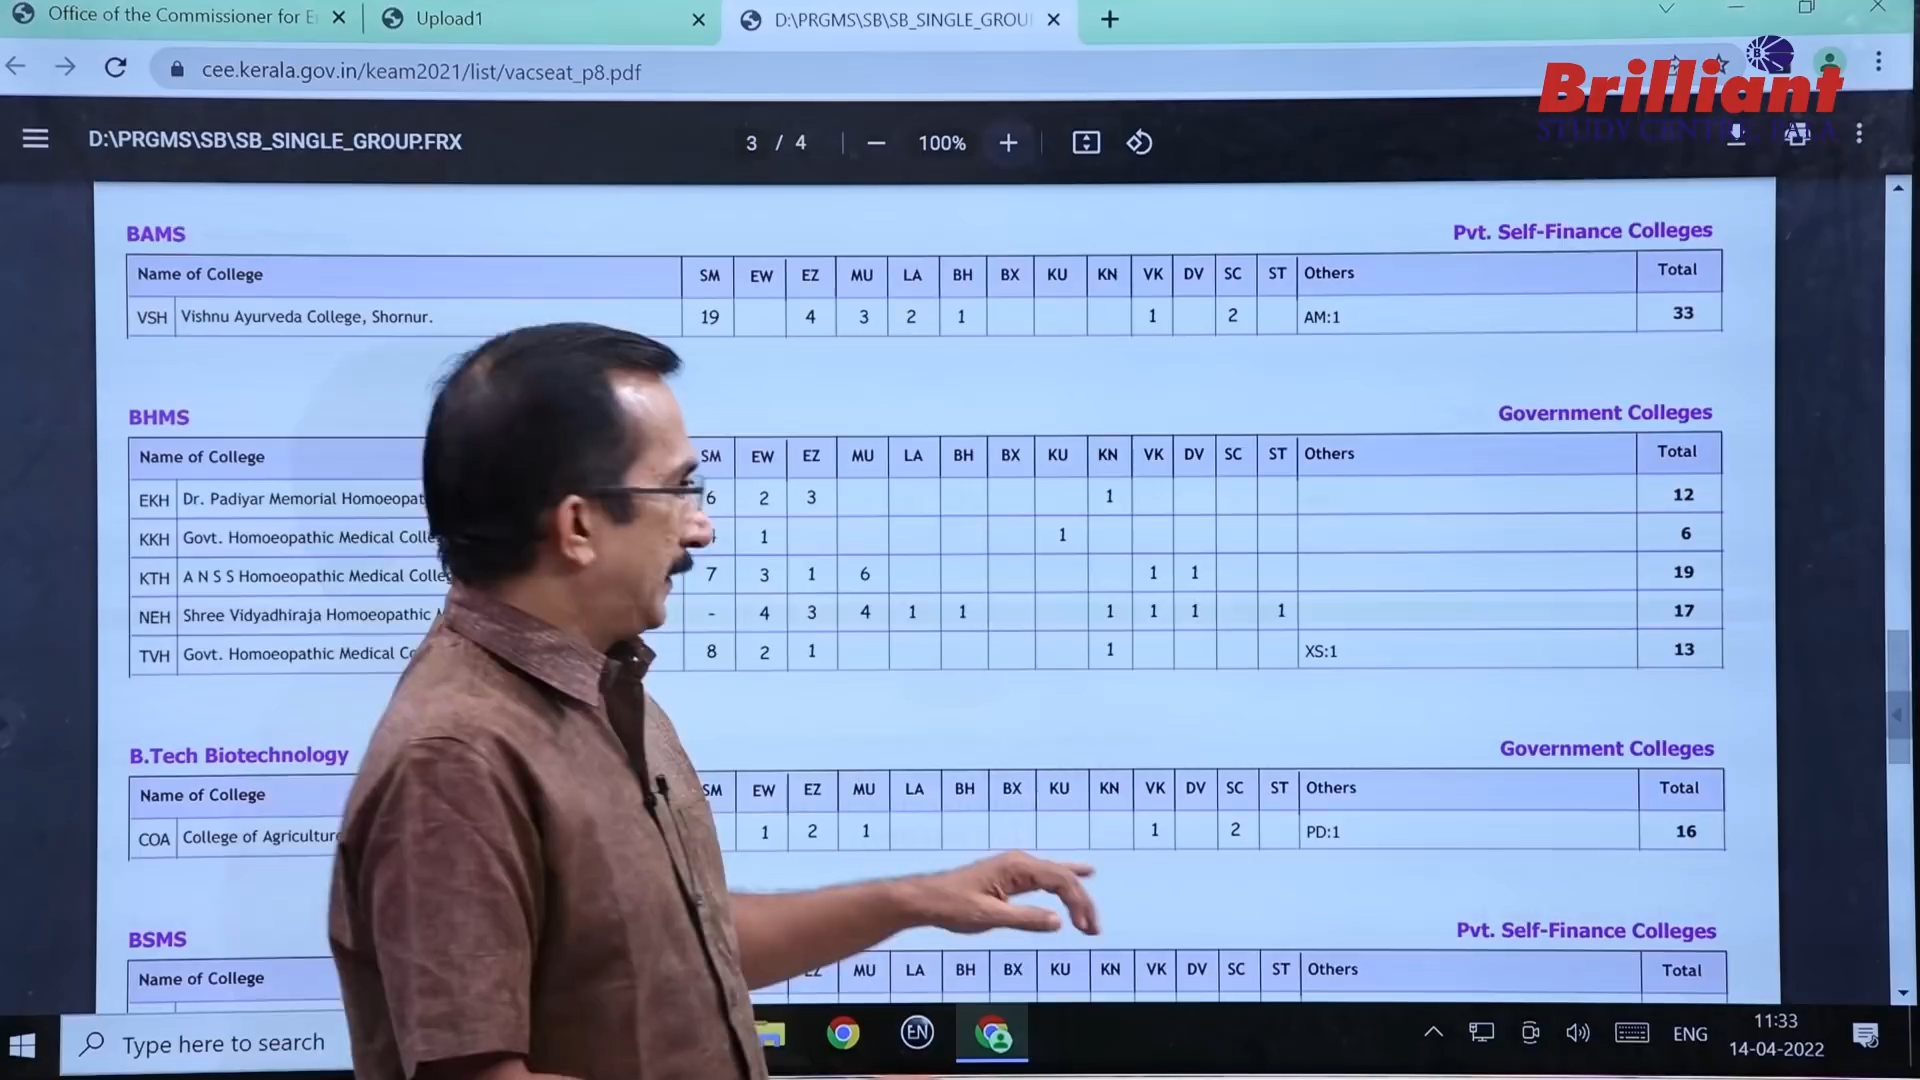 Office of the Commissioner for E
Upload1
D:\PRGMS\SB\SB_SINGLE_GROU
cee.kerala.gov.in/keam2021/list/vacseat_p8.pdf
Brilliant
STUDY CENTRE, PALA
D:\PRGMS\SB\SB_SINGLE_GROUP.FRX
3 / 4
100%
BAMS
Pvt. Self-Finance Colleges
Name of College SM EW EZ MU LA BH BX KU KN VK DV SC ST Others Total
VSH Vishnu Ayurveda College, Shornur. 19 4 3 2 1 1 2 AM:1 33
BHMS
Government Colleges
Name of College SM EW EZ MU LA BH BX KU KN VK DV SC ST Others Total
EKH Dr. Padiyar Memorial Homoeopat 6 2 3 1 12
KKH Govt. Homoeopathic Medical Colle 1 1 6
KTH A N S S Homoeopathic Medical Colleg 7 3 1 6 1 1 19
NEH Shree Vidyadhiraja Homoeopathic - 4 3 4 1 1 1 1 1 1 17
TVH Govt. Homoeopathic Medical Co 8 2 1 1 XS:1 13
B.Tech Biotechnology
Government Colleges
Name of College SM EW EZ MU LA BH BX KU KN VK DV SC ST Others Total
COA College of Agriculture 1 2 1 1 2 PD:1 16
BSMS
Pvt. Self-Finance Colleges
Name of College EZ MU LA BH BX KU KN VK DV SC ST Others Total
Type here to search
EN
ENG
11:33
14-04-2022